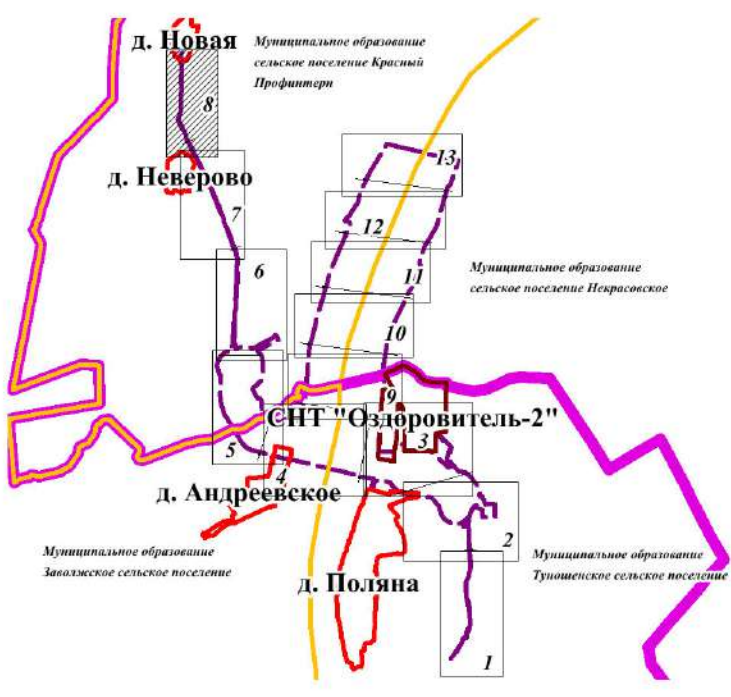 д. Новая
Муниципальное образование
сельское поселение Красный
Профинтерн
8
13
д. Неверово
7
12
6
11
Муниципальное образование
сельское поселение Некрасовское
10
9
СНТ "Оздоровитель-2"
3
5
4
д. Андреевское
2
Муниципальное образование
Заволжское сельское поселение
Муниципальное образование
Туношенское сельское поселение
д. Поляна
1